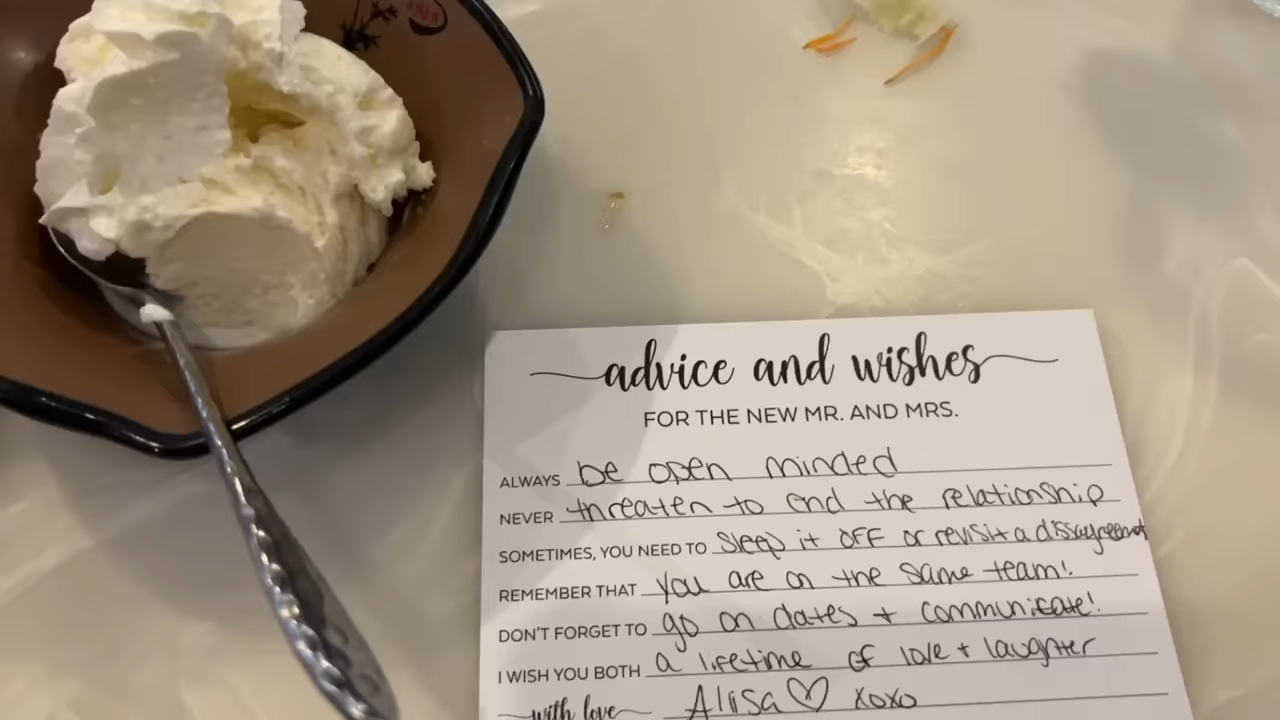 advice and wishes
FOR THE NEW MR. AND MRS.
ALWAYS be open minded
NEVER threaten to end the relationship
SOMETIMES, YOU NEED TO sleep it off or revisit a dissagreement
REMEMBER THAT you are on the same team!
DON'T FORGET TO go on dates + communicate!
I WISH YOU BOTH a lifetime of love + laughter
with love Alisa♡ xoxo